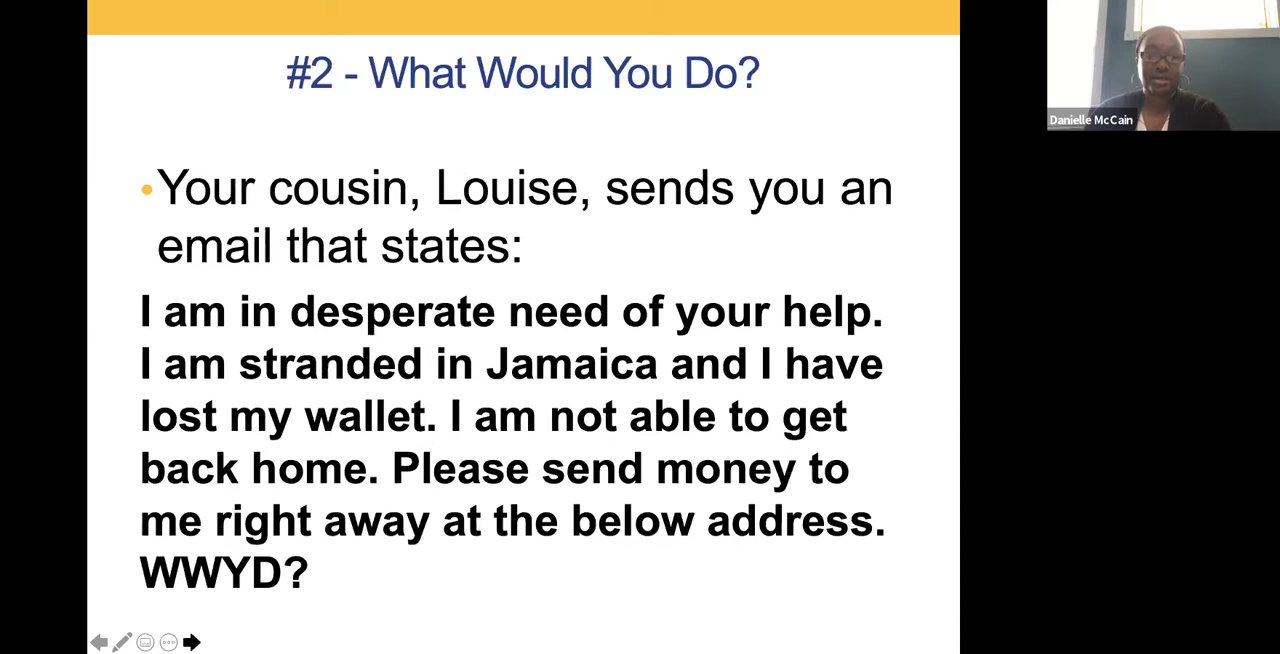 #2 - What Would You Do?
Danielle McCain
•Your cousin, Louise, sends you an
email that states:
I am in desperate need of your help.
I am stranded in Jamaica and I have
lost my wallet. I am not able to get
back home. Please send money to
me right away at the below address.
WWYD?